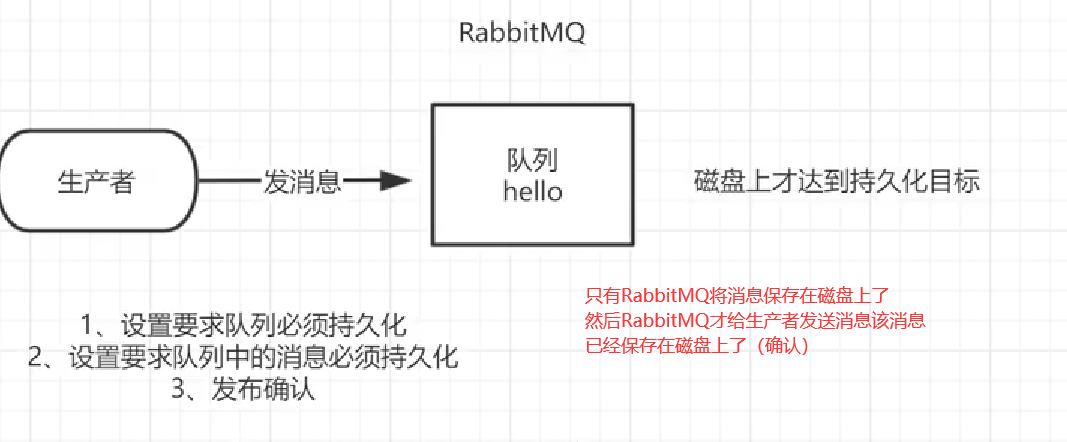 RabbitMQ
生产者
发消息
队列
hello
磁盘上才达到持久化目标
只有RabbitMQ将消息保存在磁盘上了
然后RabbitMQ才给生产者发送消息该消息
已经保存在磁盘上了（确认）
1、设置要求队列必须持久化
2、设置要求队列中的消息必须持久化
3、发布确认